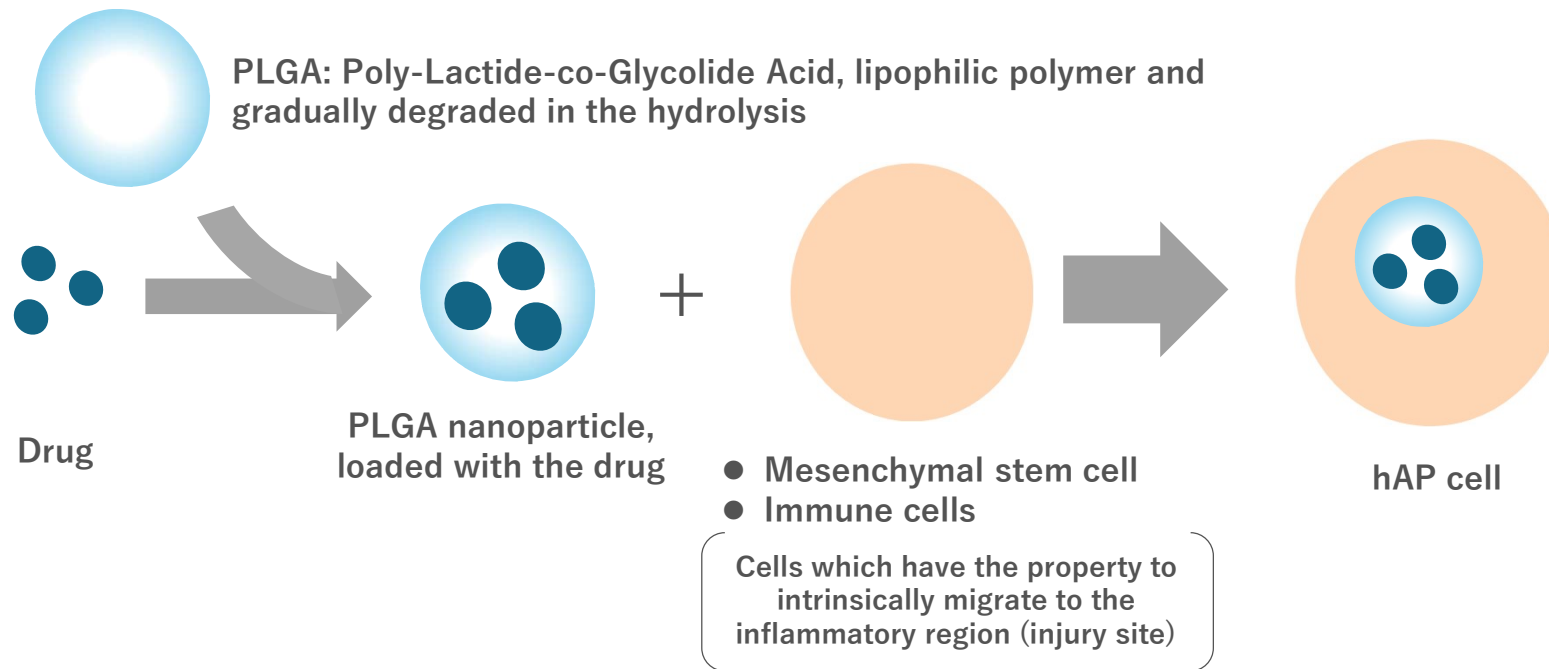 PLGA: Poly-Lactide-co-Glycolide Acid, lipophilic polymer and
gradually degraded in the hydrolysis
Drug
PLGA nanoparticle,
loaded with the drug
+
● Mesenchymal stem cell
● Immune cells
Cells which have the property to
intrinsically migrate to the
inflammatory region (injury site)
hAP cell